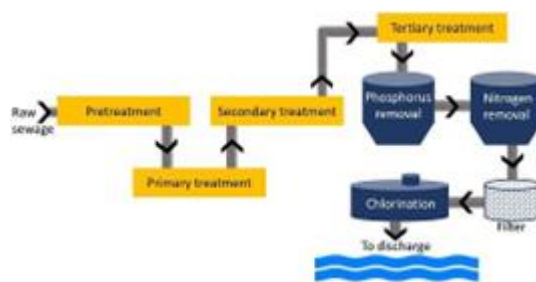 Tertiary treatment
Raw
sewage
Pretreatment
Secondary treatment
Phosphorus
removal
Nitrogen
removal
Primary treatment
Chlorination
Filter
To discharge